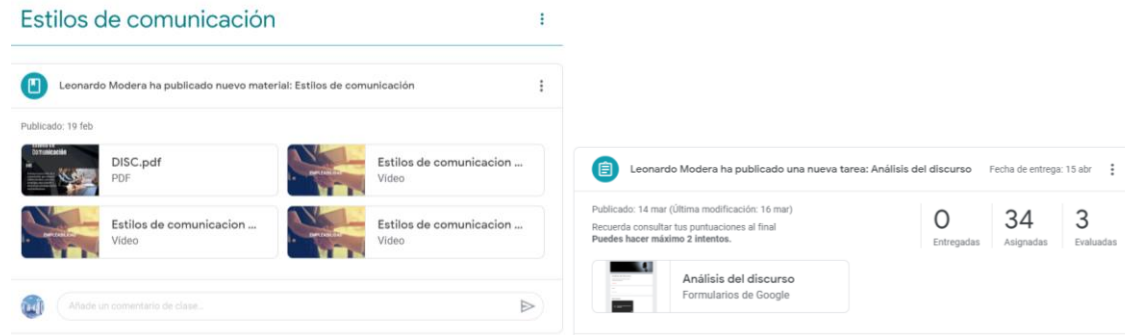 Estilos de comunicación
Leonardo Modera ha publicado nuevo material: Estilos de comunicación
Publicado: 19 feb
DISC.pdf
PDF
Estilos de comunicacion ...
Vídeo
Estilos de comunicacion ...
Vídeo
Estilos de comunicacion ...
Vídeo
Añade un comentario de clase...
Leonardo Modera ha publicado una nueva tarea: Análisis del discurso
Fecha de entrega: 15 abr
Publicado: 14 mar (Última modificación: 16 mar)
Recuerda consultar tus puntuaciones al final
Puedes hacer máximo 2 intentos.
0
Entregadas
34
Asignadas
3
Evaluadas
Análisis del discurso
Formularios de Google